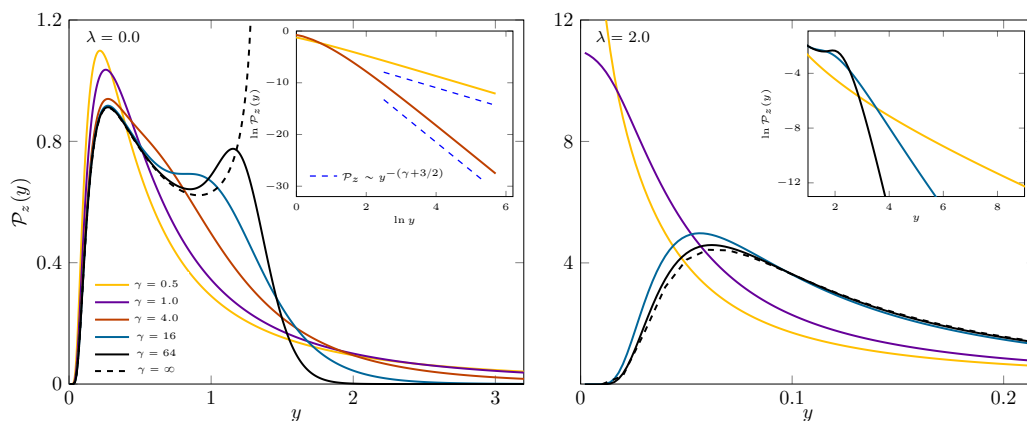 λ = 0.0
1.2
0.8
0.4
0
𝒫z(y)
0
1
2
3
y
γ = 0.5
γ = 1.0
γ = 4.0
γ = 16
γ = 64
γ = ∞
0
−10
−20
−30
ln 𝒫z(y)
0
2
4
6
ln y
𝒫z ∼ y−(γ+3/2)
λ = 2.0
12
8
4
0
0.1
0.2
y
−4
−8
−12
ln 𝒫z(y)
2
4
6
8
y